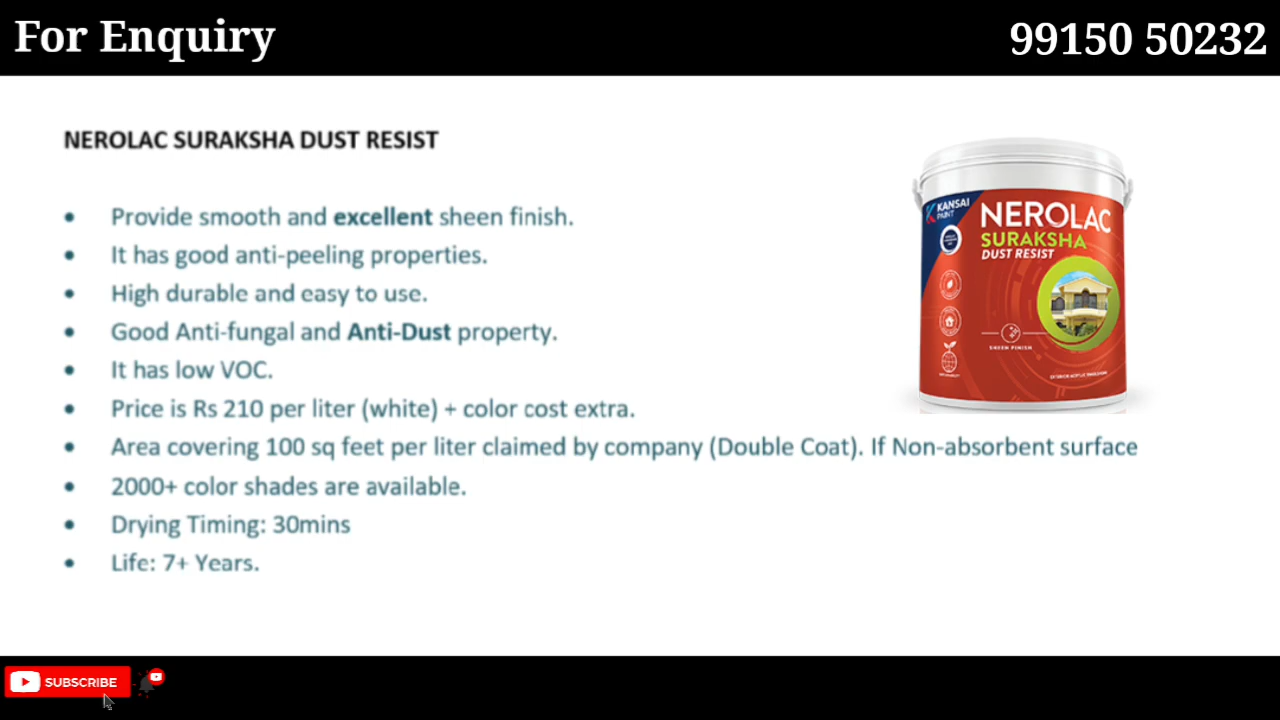 For Enquiry
99150 50232
NEROLAC SURAKSHA DUST RESIST
• Provide smooth and excellent sheen finish.
• It has good anti-peeling properties.
• High durable and easy to use.
• Good Anti-fungal and Anti-Dust property.
• It has low VOC.
• Price is Rs 210 per liter (white) + color cost extra.
• Area covering 100 sq feet per liter claimed by company (Double Coat). If Non-absorbent surface
• 2000+ color shades are available.
• Drying Timing: 30mins
• Life: 7+ Years.
KANSAI
PAINT
NEROLAC
SURAKSHA
DUST RESIST
SHEEN FINISH
SUBSCRIBE